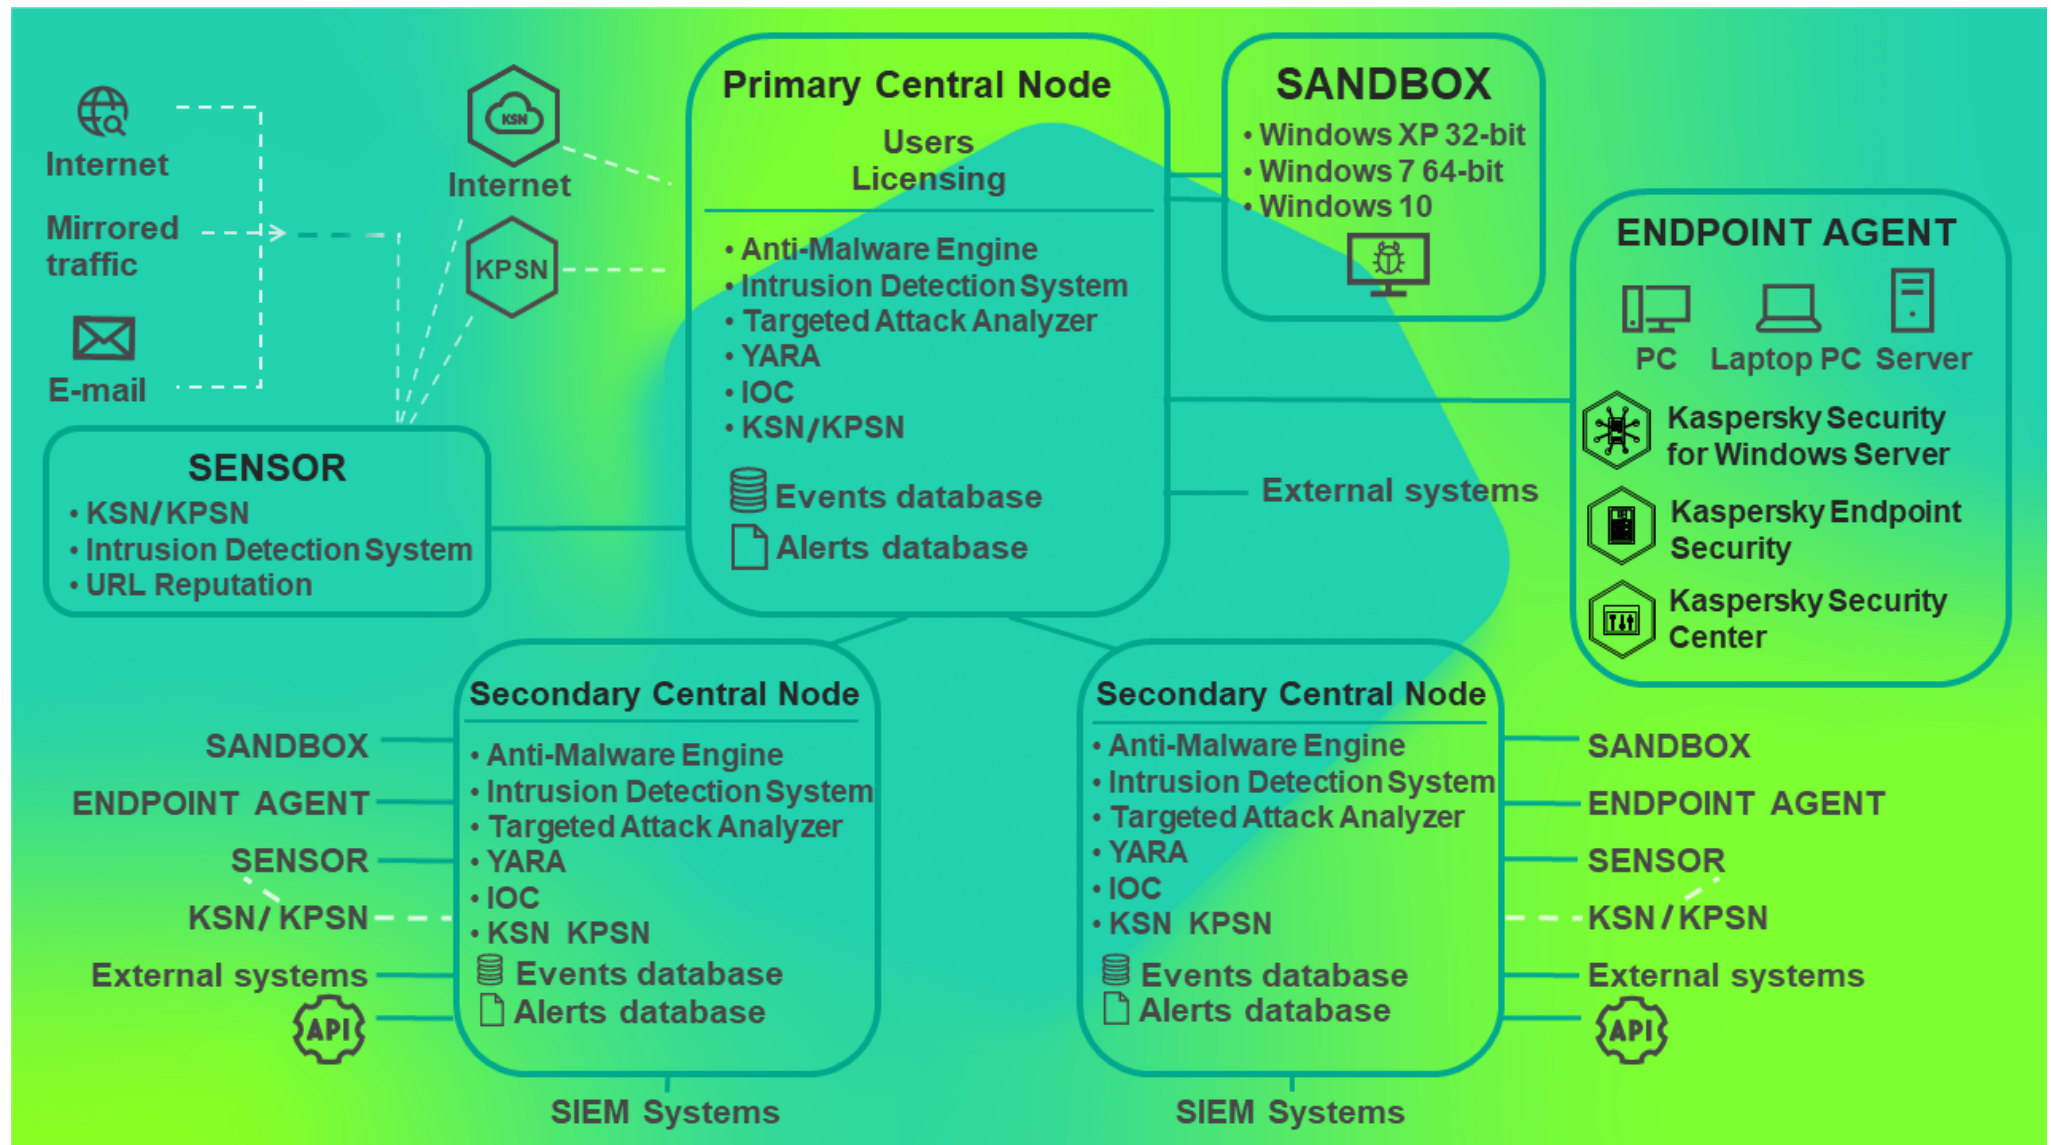 Internet
Mirrored
traffic
E-mail
KSN
Internet
KPSN
Primary Central Node
Users
Licensing
• Anti-Malware Engine
• Intrusion Detection System
• Targeted Attack Analyzer
• YARA
• IOC
• KSN/KPSN
Events database
Alerts database
SANDBOX
• Windows XP 32-bit
• Windows 7 64-bit
• Windows 10
ENDPOINT AGENT
PC
Laptop PC
Server
Kaspersky Security
for Windows Server
Kaspersky Endpoint
Security
Kaspersky Security
Center
External systems
SENSOR
• KSN/KPSN
• Intrusion Detection System
• URL Reputation
SANDBOX
ENDPOINT AGENT
SENSOR
KSN/ KPSN
External systems
API
Secondary Central Node
• Anti-Malware Engine
• Intrusion Detection System
• Targeted Attack Analyzer
• YARA
• IOC
• KSN KPSN
Events database
Alerts database
SIEM Systems
Secondary Central Node
• Anti-Malware Engine
• Intrusion Detection System
• Targeted Attack Analyzer
• YARA
• IOC
• KSN KPSN
Events database
Alerts database
SIEM Systems
SANDBOX
ENDPOINT AGENT
SENSOR
KSN/KPSN
External systems
API